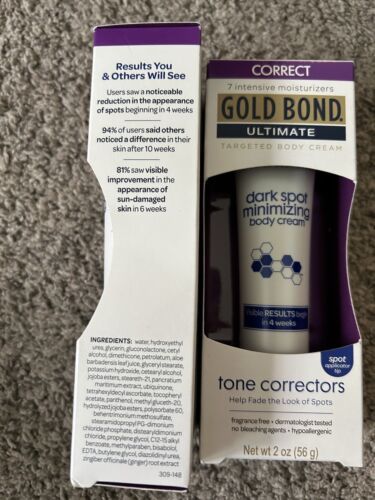 Results You
& Others Will See
Users saw a noticeable
reduction in the appearance
of spots beginning in 4 weeks
94% of users said others
noticed a difference in their
skin after 10 weeks
81% saw visible
improvement in the
appearance of
sun-damaged
skin in 6 weeks
INGREDIENTS: water, hydroxyethyl
urea, glycerin, gluconolactone, cetyl
alcohol, dimethicone, petrolatum, aloe
barbadensis leaf juice, glyceryl stearate,
potassium hydroxide, cetearyl alcohol,
jojoba esters, steareth-21, pancratium
maritimum extract, ubiquinone,
tetrahexyldecyl ascorbate, tocopheryl
acetate, panthenol, methyl gluceth-20,
hydrolyzed jojoba esters, polysorbate 60,
behentrimonium methosulfate,
stearamidopropyl PG-dimonium
chloride phosphate, distearyldimonium
chloride, propylene glycol, C12-15 alkyl
benzoate, magnesium ascorbyl
phosphate, bisabolol,
EDTA, butylene glycol, diazolidinyl urea,
zingiber officinale (ginger) root extract
309-148
CORRECT
7 intensive moisturizers
GOLD BOND®
ULTIMATE
TARGETED BODY CREAM
dark spot
minimizing
body cream
visible RESULTS begin
in 4 weeks
spot
applicator
tip
tone correctors
Help Fade the Look of Spots
fragrance free • dermatologist tested
no bleaching agents • hypoallergenic
Net wt 2 oz (56 g)